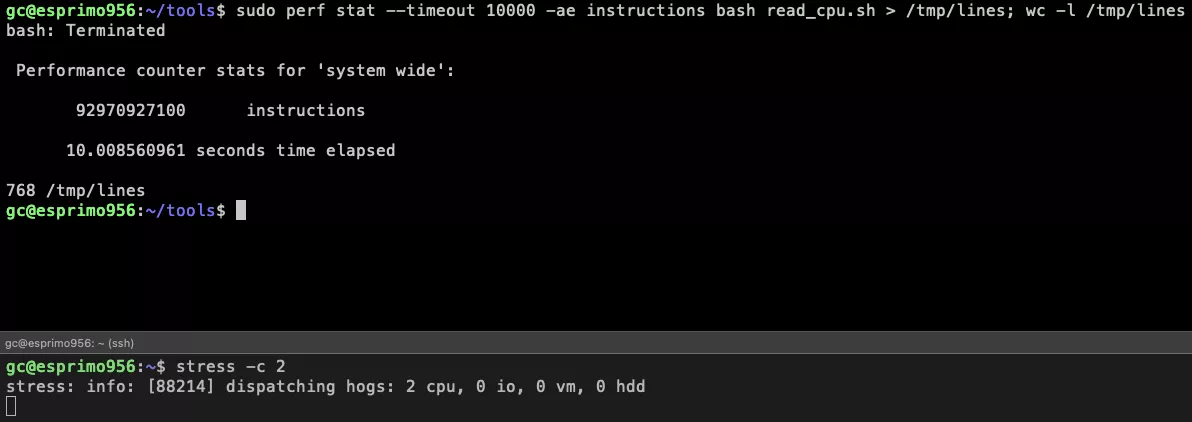 gc@esprimo956:~/tools$ sudo perf stat --timeout 10000 -ae instructions bash read_cpu.sh > /tmp/lines; wc -l /tmp/lines
bash: Terminated
Performance counter stats for 'system wide':
92970927100 instructions
10.008560961 seconds time elapsed
768 /tmp/lines
gc@esprimo956:~/tools$
gc@esprimo956: ~ (ssh)
gc@esprimo956:~$ stress -c 2
stress: info: [88214] dispatching hogs: 2 cpu, 0 io, 0 vm, 0 hdd